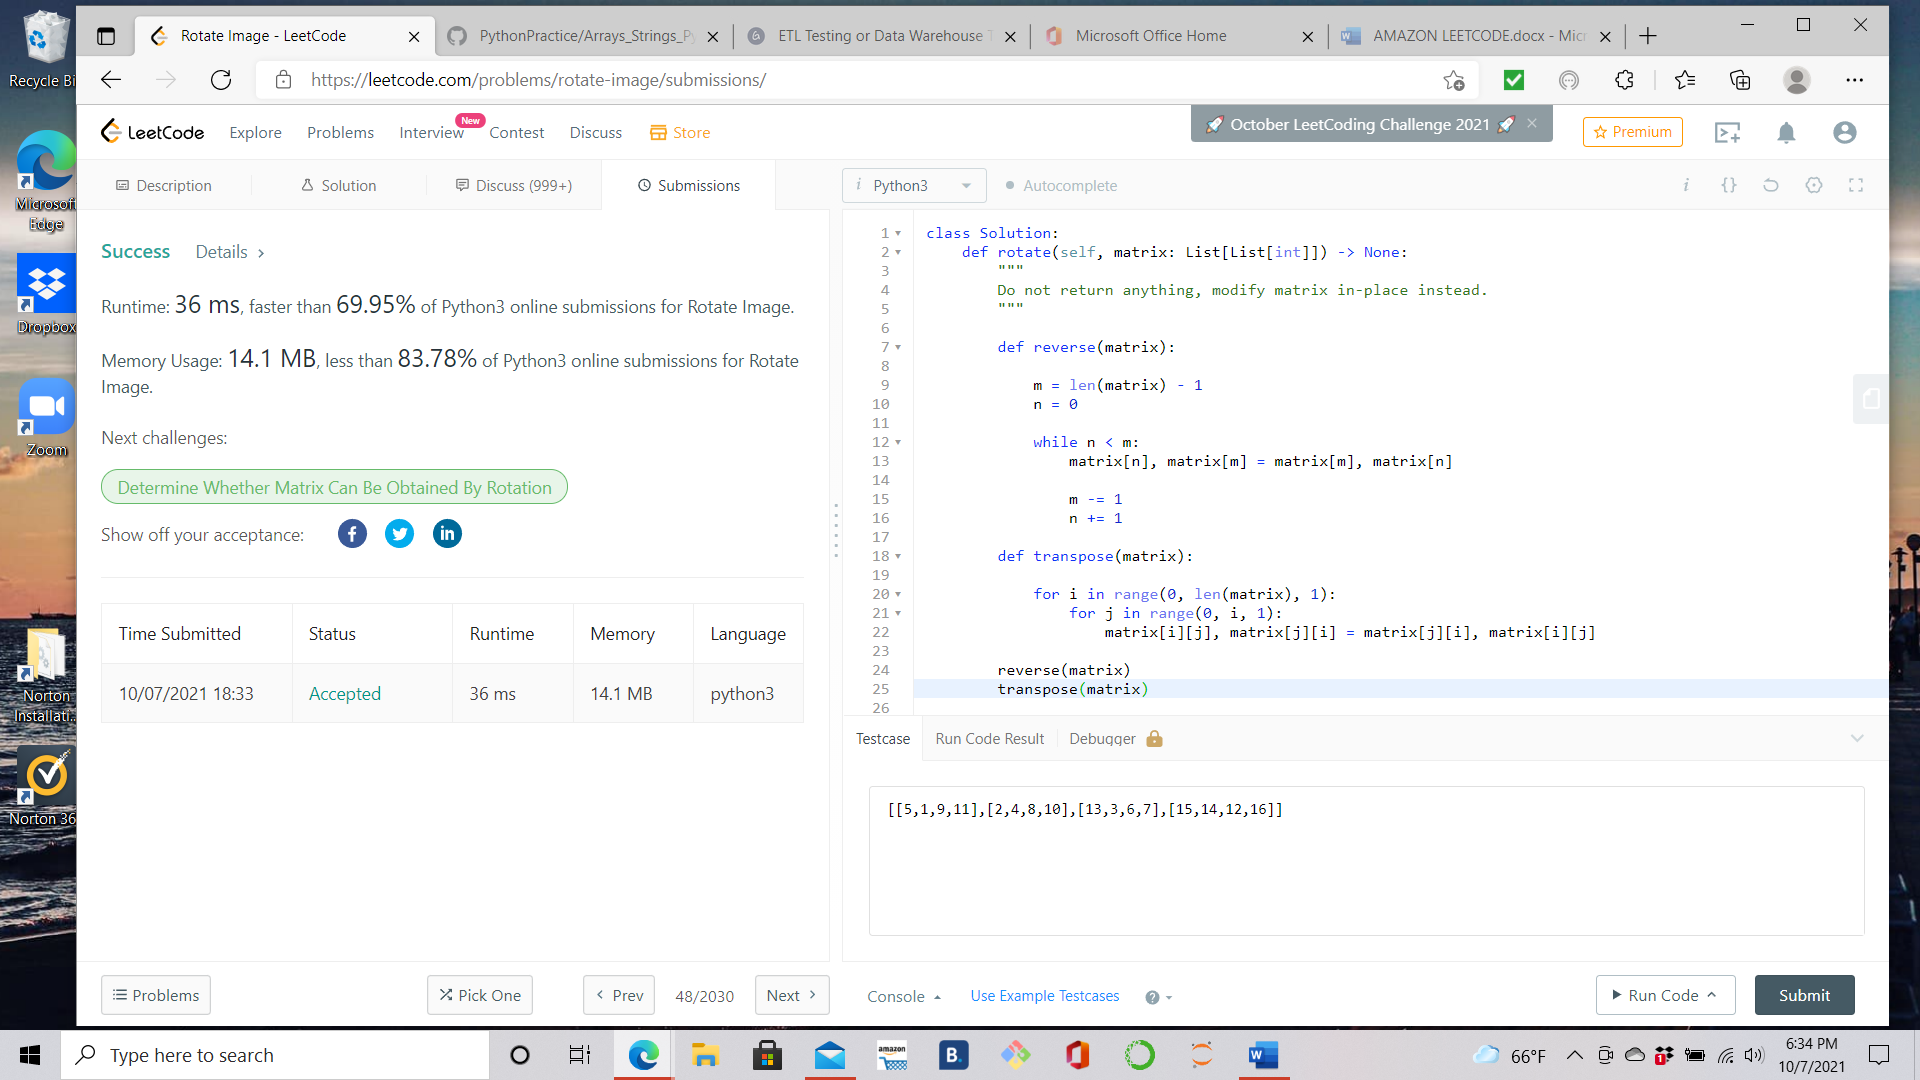 Recycle Bi
Microsoft
Edge
Dropbox
Zoom
Norton
Installati...
Norton 36
Rotate Image - LeetCode
PythonPractice/Arrays_Strings_P
ETL Testing or Data Warehouse
Microsoft Office Home
AMAZON LEETCODE.docx - Micr
https://leetcode.com/problems/rotate-image/submissions/
LeetCode
Explore
Problems
Interview
New
Contest
Discuss
Store
October LeetCoding Challenge 2021
Premium
Description
Solution
Discuss (999+)
Submissions
i Python3
Autocomplete
i
{}
Success
Details >
Runtime: 36 ms, faster than 69.95% of Python3 online submissions for Rotate Image.
Memory Usage: 14.1 MB, less than 83.78% of Python3 online submissions for Rotate
Image.
Next challenges:
Determine Whether Matrix Can Be Obtained By Rotation
Show off your acceptance:
f
in
Time Submitted Status Runtime Memory Language
10/07/2021 18:33 Accepted 36 ms 14.1 MB python3
1 class Solution:
2 def rotate(self, matrix: List[List[int]]) -> None:
3 """
4 Do not return anything, modify matrix in-place instead.
5 """
6
7 def reverse(matrix):
8
9 m = len(matrix) - 1
10 n = 0
11
12 while n < m:
13 matrix[n], matrix[m] = matrix[m], matrix[n]
14
15 m -= 1
16 n += 1
17
18 def transpose(matrix):
19
20 for i in range(0, len(matrix), 1):
21 for j in range(0, i, 1):
22 matrix[i][j], matrix[j][i] = matrix[j][i], matrix[i][j]
23
24 reverse(matrix)
25 transpose(matrix)
26
Testcase
Run Code Result
Debugger
[[5,1,9,11],[2,4,8,10],[13,3,6,7],[15,14,12,16]]
Problems
Pick One
< Prev
48/2030
Next >
Console
Use Example Testcases
?
Run Code
Submit
Type here to search
amazon
B.
66°F
1
6:34 PM
10/7/2021